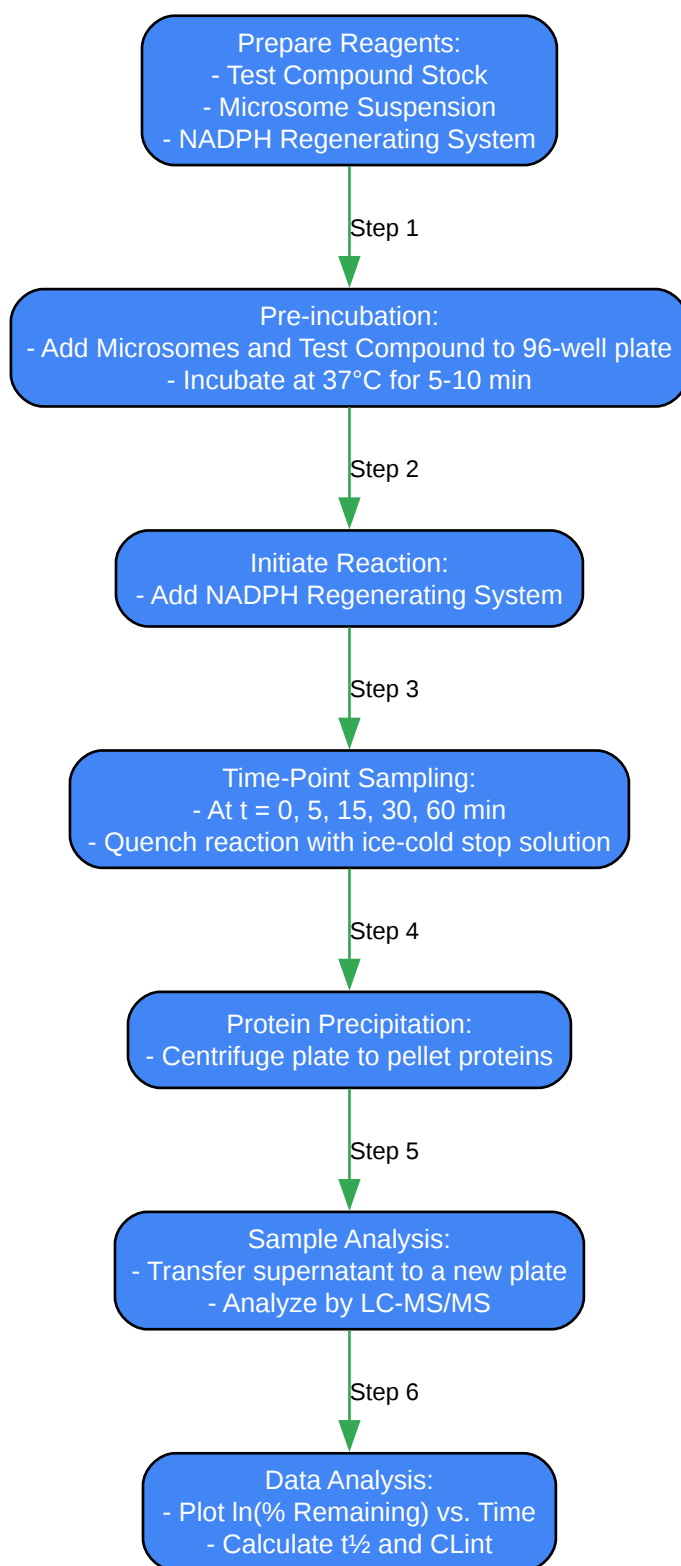 Prepare Reagents:
- Test Compound Stock
- Microsome Suspension
- NADPH Regenerating System
Step 1
Pre-incubation:
- Add Microsomes and Test Compound to 96-well plate
- Incubate at 37°C for 5-10 min
Step 2
Initiate Reaction:
- Add NADPH Regenerating System
Step 3
Time-Point Sampling:
- At t = 0, 5, 15, 30, 60 min
- Quench reaction with ice-cold stop solution
Step 4
Protein Precipitation:
- Centrifuge plate to pellet proteins
Step 5
Sample Analysis:
- Transfer supernatant to a new plate
- Analyze by LC-MS/MS
Step 6
Data Analysis:
- Plot ln(% Remaining) vs. Time
- Calculate t½ and CLint